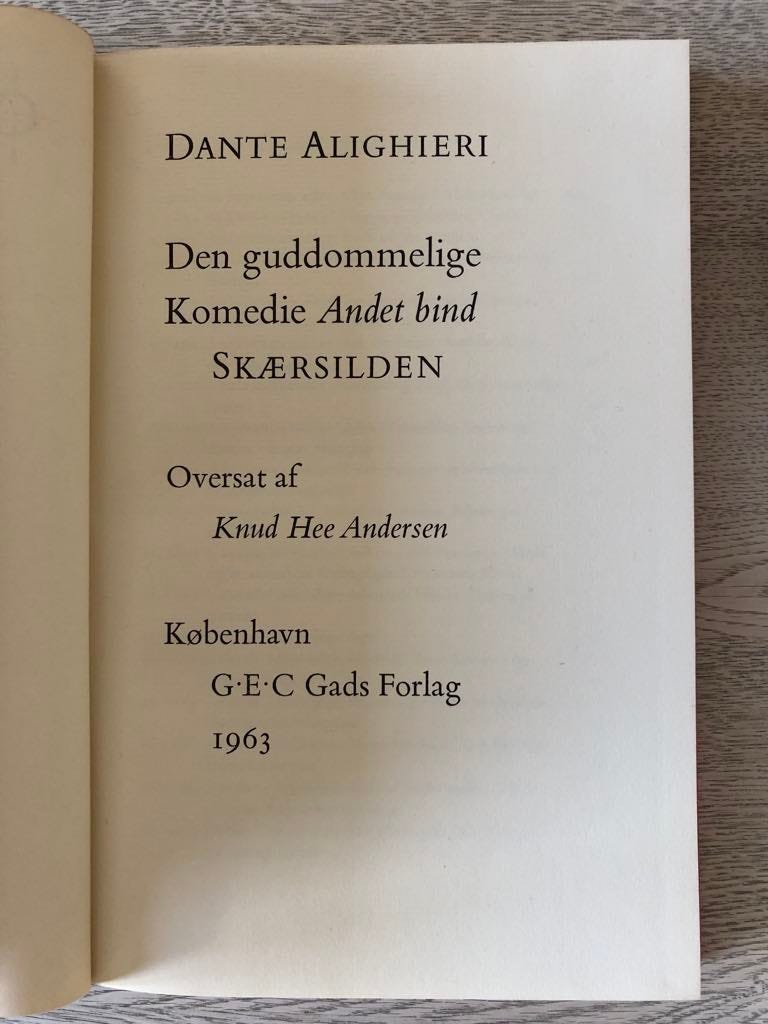 DANTE ALIGHIERI
Den guddommelige
Komedie Andet bind
SKÆRSILDEN
Oversat af
Knud Hee Andersen
København
G·E·C Gads Forlag
1963